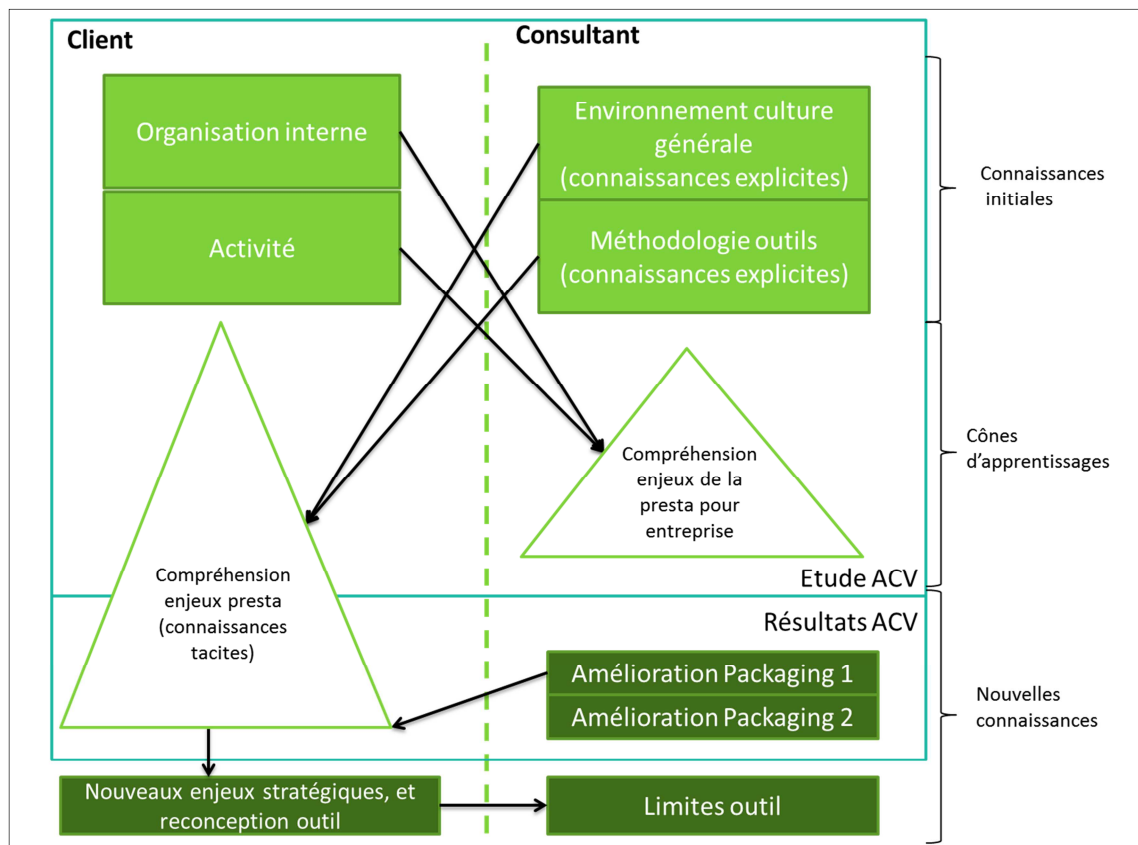 Client
Consultant
Organisation interne
Activité
Environnement culture
générale
(connaissances explicites)
Méthodologie outils
(connaissances explicites)
Connaissances
initiales
Compréhension
enjeux de la
presta pour
entreprise
Cônes
d'apprentissages
Compréhension
enjeux presta
(connaissances
tacites)
Etude ACV
Résultats ACV
Amélioration Packaging 1
Amélioration Packaging 2
Nouvelles
connaissances
Nouveaux enjeux stratégiques, et
reconception outil
Limites outil